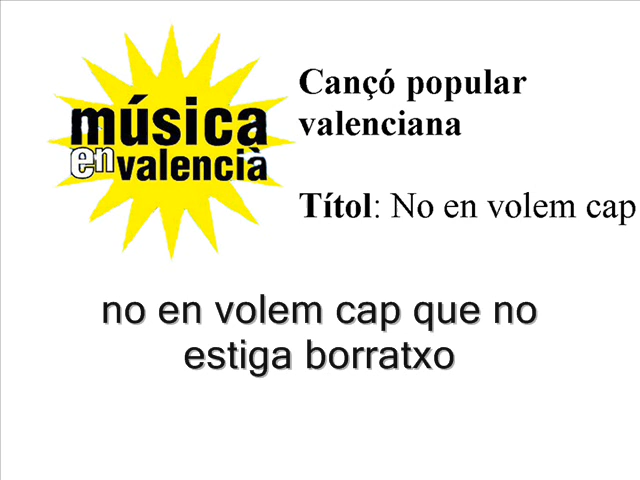 música
en valencià
Cançó popular
valenciana
Títol: No en volem cap
no en volem cap que no
estiga borratxo